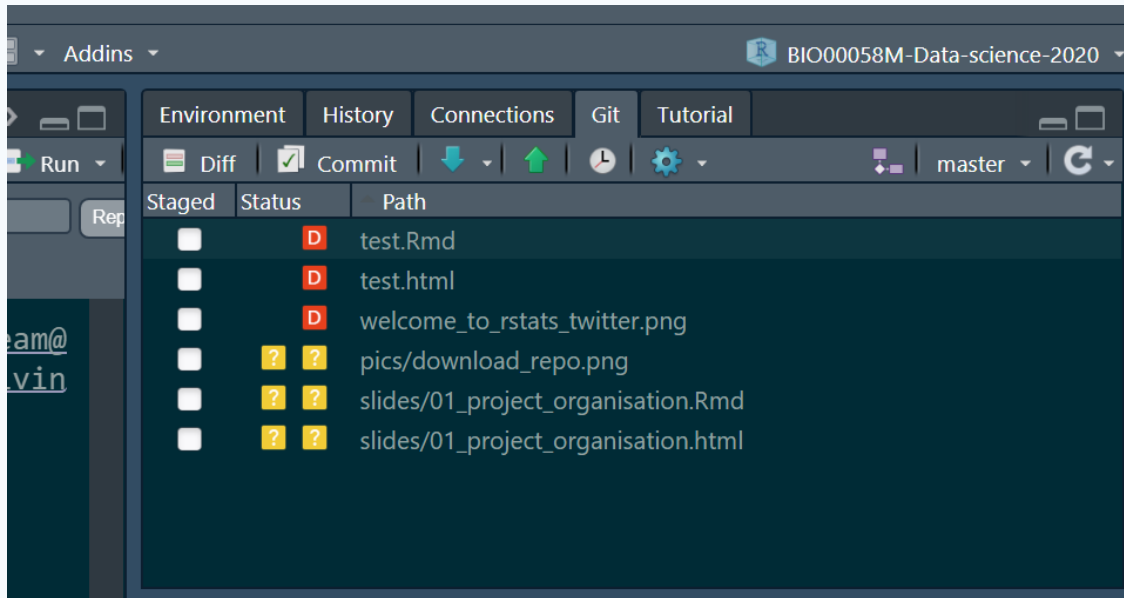 Addins
BIO00058M-Data-science-2020
Environment History Connections Git Tutorial
Run
Diff Commit master
Staged Status Path
Rep
D test.Rmd
D test.html
D welcome_to_rstats_twitter.png
? ? pics/download_repo.png
? ? slides/01_project_organisation.Rmd
? ? slides/01_project_organisation.html
eam@
vin